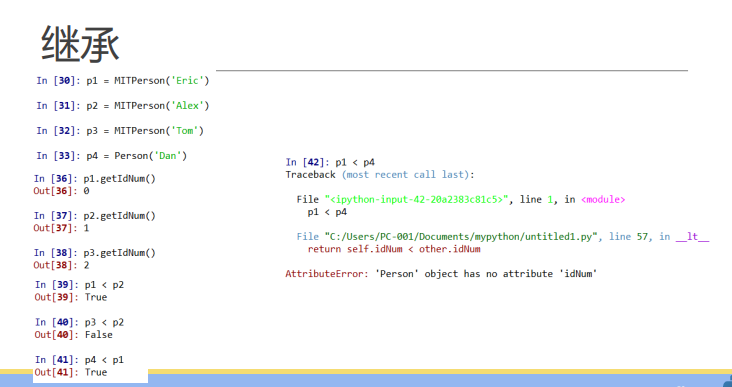 继承
In [30]: p1 = MITPerson('Eric')
In [31]: p2 = MITPerson('Alex')
In [32]: p3 = MITPerson('Tom')
In [33]: p4 = Person('Dan')
In [36]: p1.getIdNum()
Out[36]: 0
In [37]: p2.getIdNum()
Out[37]: 1
In [38]: p3.getIdNum()
Out[38]: 2
In [39]: p1 < p2
Out[39]: True
In [40]: p3 < p2
Out[40]: False
In [41]: p4 < p1
Out[41]: True
In [42]: p1 < p4
Traceback (most recent call last):
File "<ipython-input-42-20a2383c81c5>", line 1, in <module>
p1 < p4
File "C:/Users/PC-001/Documents/mypython/untitled1.py", line 57, in __lt__
return self.idNum < other.idNum
AttributeError: 'Person' object has no attribute 'idNum'